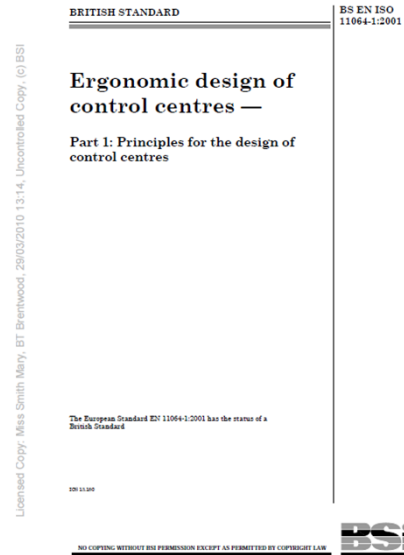 BRITISH STANDARD
BS EN ISO
11064-1:2001
Ergonomic design of
control centres —
Part 1: Principles for the design of
control centres
Licensed Copy: Miss Smith Mary, BT Brentwood, 29/03/2010 13:14, Uncontrolled Copy, (c) BSI
The European Standard EN 11064-1:2001 has the status of a
British Standard
NO COPYING WITHOUT BSI PERMISSION EXCEPT AS PERMITTED BY COPYRIGHT LAW